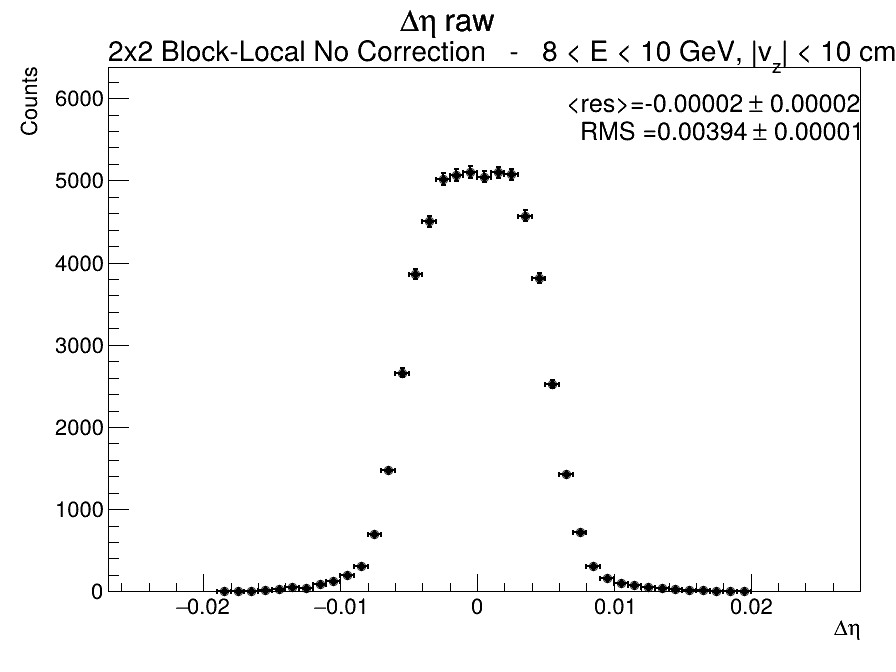 Δη raw
2x2 Block-Local No Correction - 8 < E < 10 GeV, |v_z| < 10 cm
Counts
<res>=-0.00002 ± 0.00002
RMS =0.00394 ± 0.00001
6000
5000
4000
3000
2000
1000
0
−0.02 −0.01 0 0.01 0.02
Δη